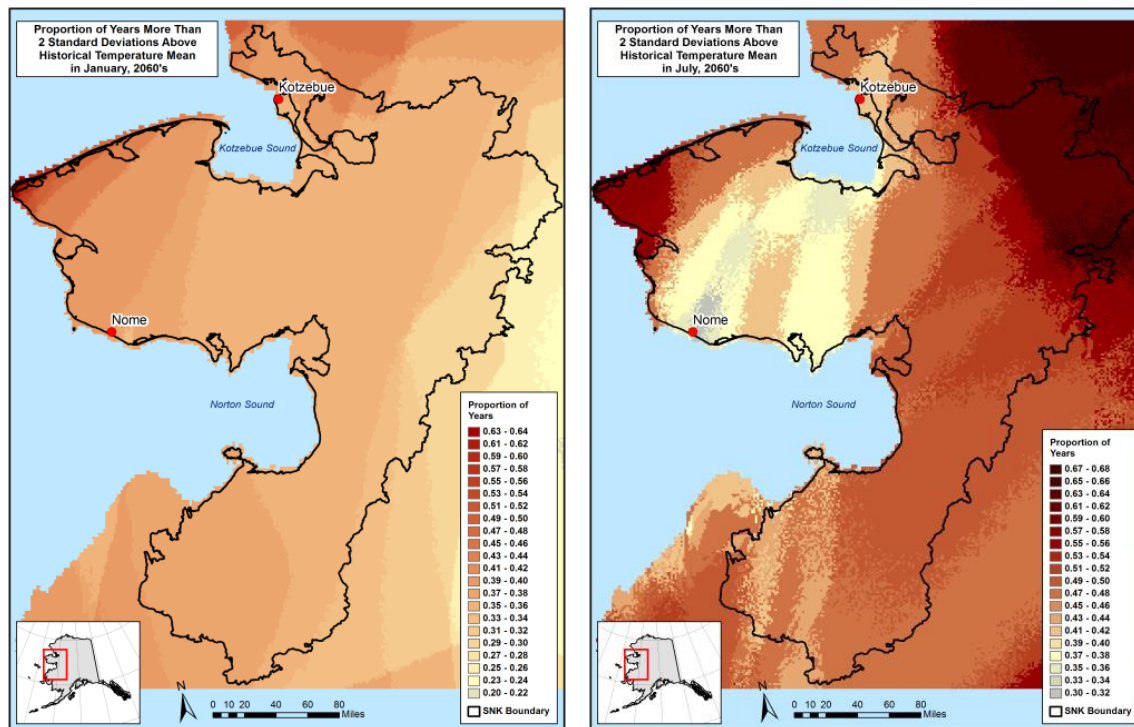 Proportion of Years More Than
2 Standard Deviations Above
Historical Temperature Mean
in January, 2060's
Kotzebue
Kotzebue Sound
Nome
Norton Sound
Proportion of
Years
0.63 - 0.64
0.61 - 0.62
0.59 - 0.60
0.57 - 0.58
0.55 - 0.56
0.53 - 0.54
0.51 - 0.52
0.49 - 0.50
0.47 - 0.48
0.45 - 0.46
0.43 - 0.44
0.41 - 0.42
0.39 - 0.40
0.37 - 0.38
0.35 - 0.36
0.33 - 0.34
0.31 - 0.32
0.29 - 0.30
0.27 - 0.28
0.25 - 0.26
0.23 - 0.24
0.20 - 0.22
SNK Boundary
N
0 10 20 40 60 80
Miles
Proportion of Years More Than
2 Standard Deviations Above
Historical Temperature Mean
in July, 2060's
Kotzebue
Kotzebue Sound
Nome
Norton Sound
Proportion of
Years
0.67 - 0.68
0.65 - 0.66
0.63 - 0.64
0.61 - 0.62
0.59 - 0.60
0.55 - 0.56
0.57 - 0.58
0.53 - 0.54
0.51 - 0.52
0.49 - 0.50
0.47 - 0.48
0.45 - 0.46
0.43 - 0.44
0.41 - 0.42
0.39 - 0.40
0.37 - 0.38
0.35 - 0.36
0.33 - 0.34
0.30 - 0.32
SNK Boundary
N
0 10 20 40 60 80
Miles